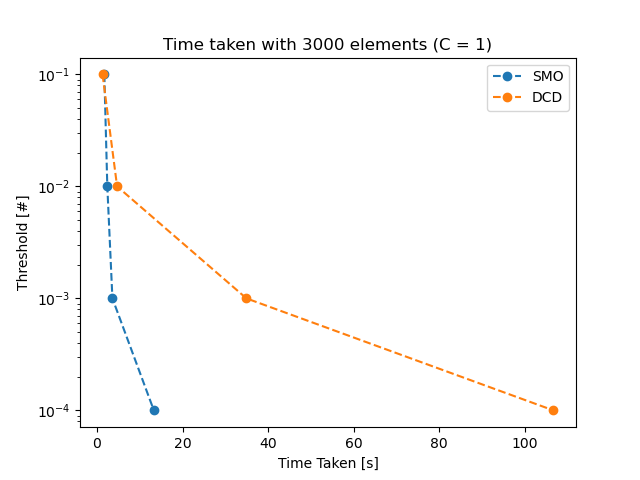 Time taken with 3000 elements (C = 1)
SMO
DCD
Threshold [#]
10⁻¹
10⁻²
10⁻³
10⁻⁴
0 20 40 60 80 100
Time Taken [s]